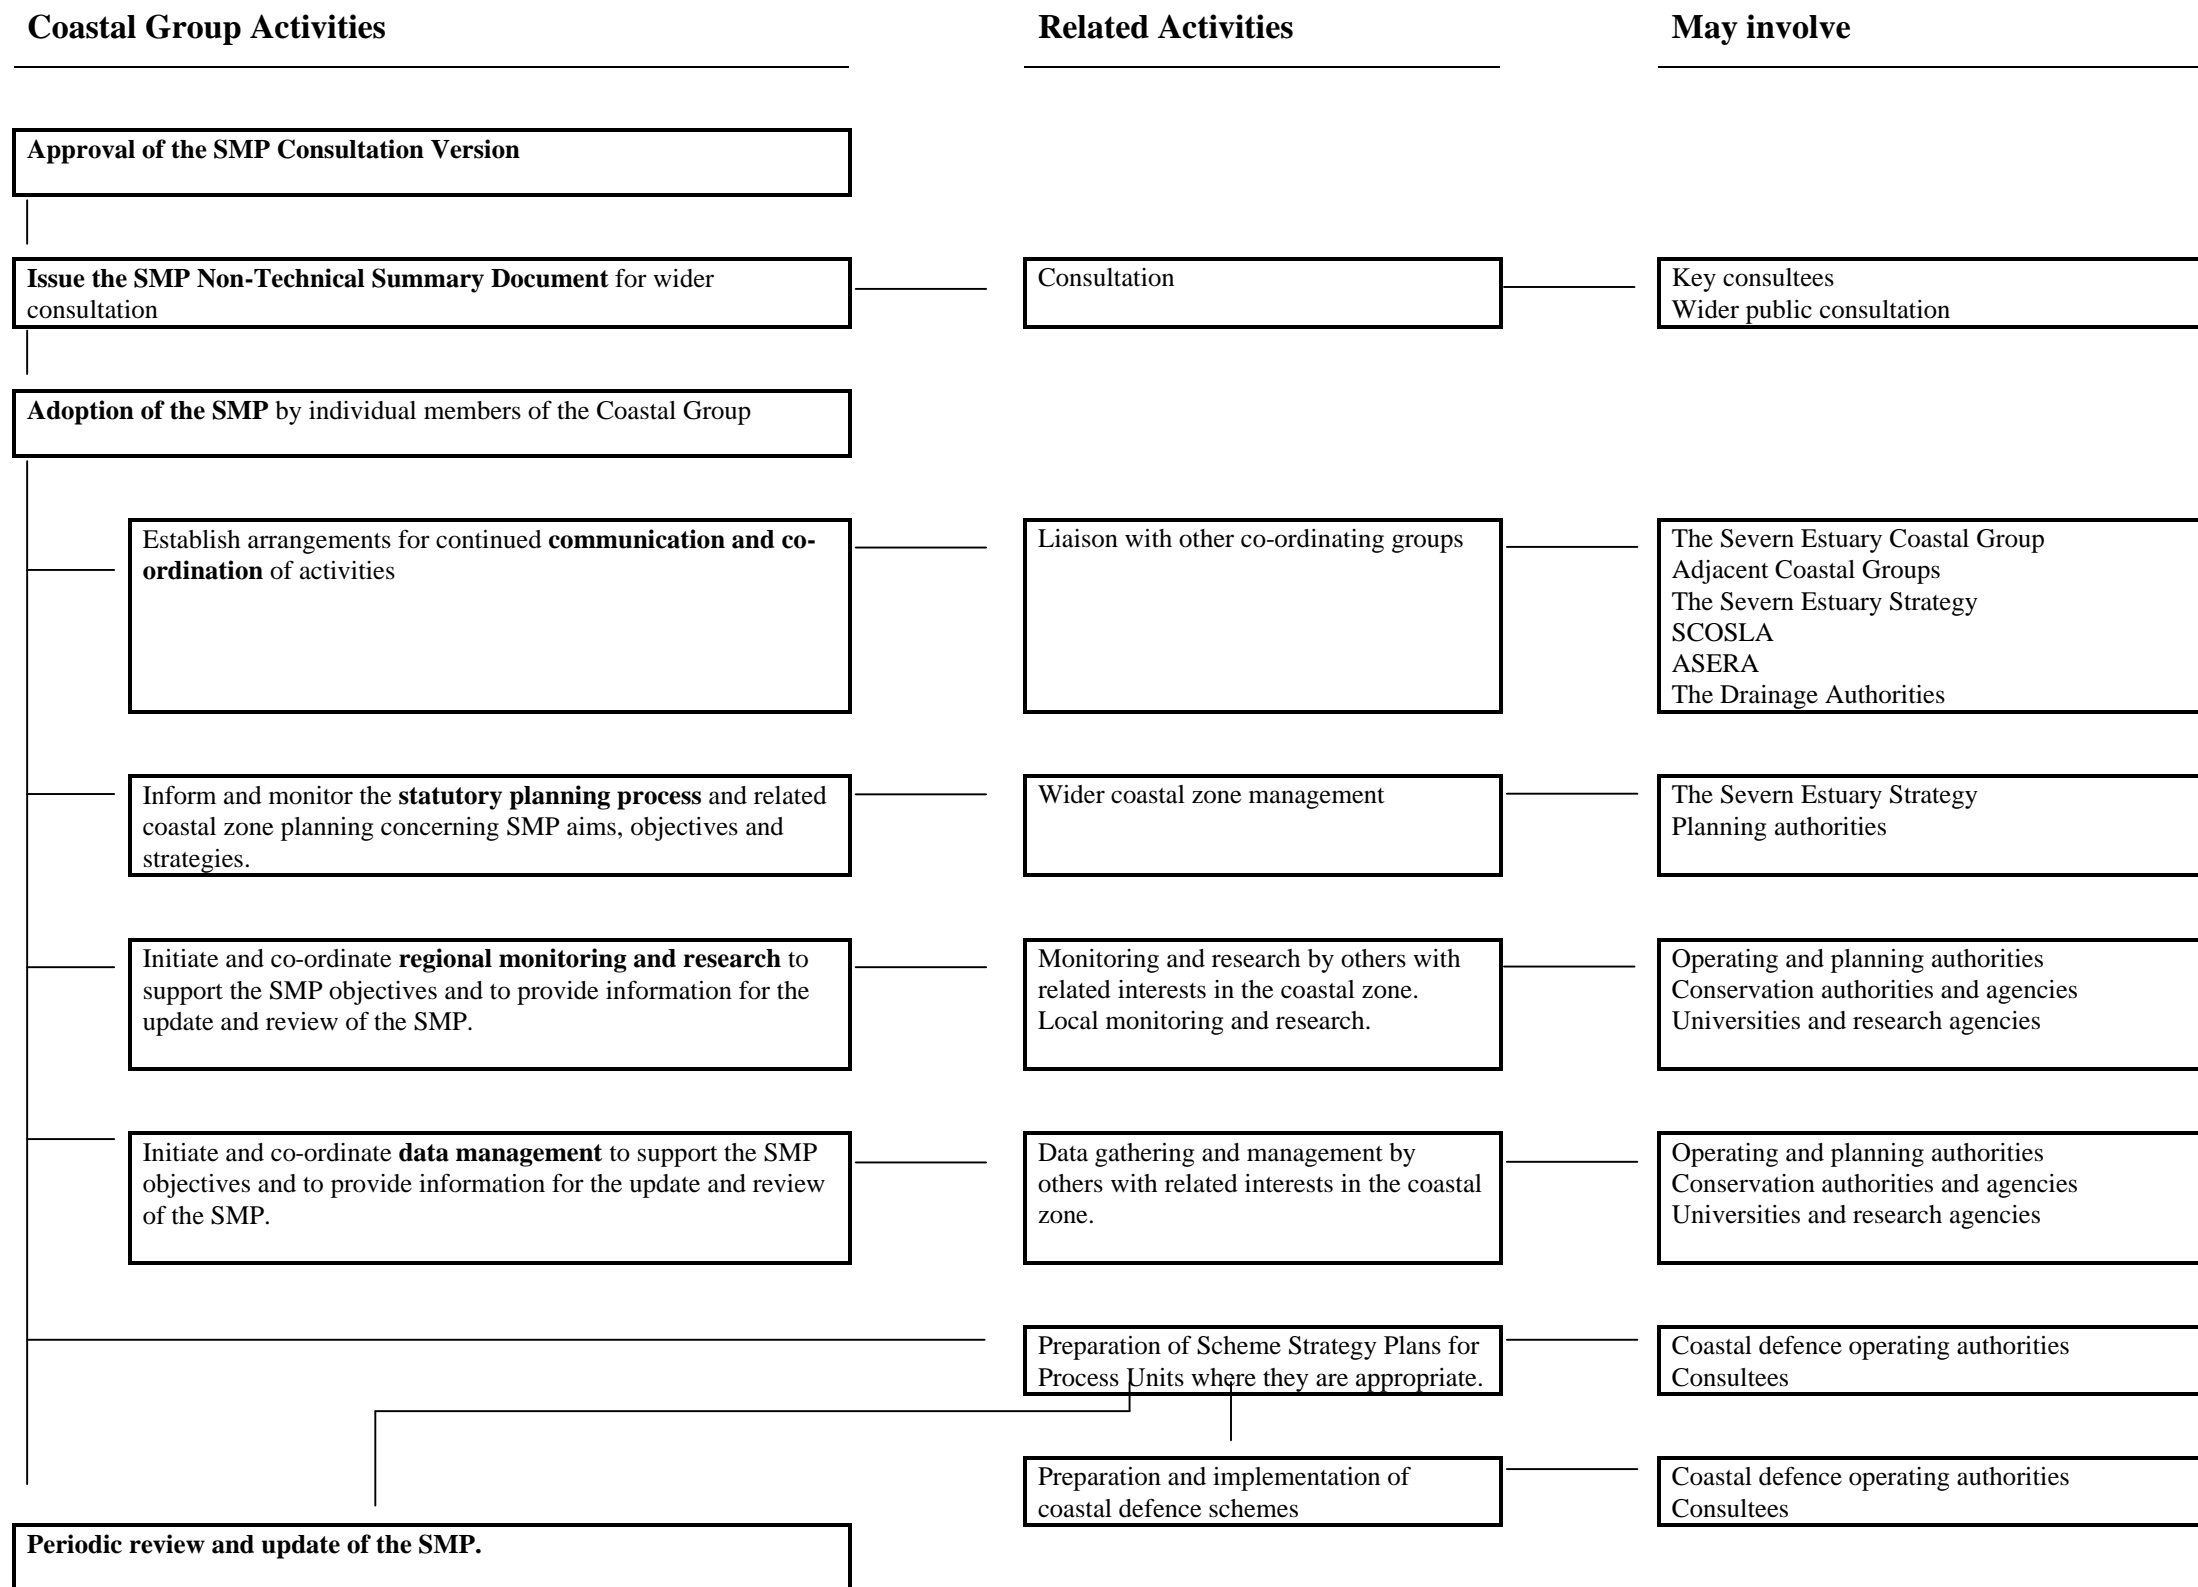 Coastal Group Activities
Related Activities
May involve
Approval of the SMP Consultation Version
Issue the SMP Non-Technical Summary Document for wider
consultation
Consultation
Key consultees
Wider public consultation
Adoption of the SMP by individual members of the Coastal Group
Establish arrangements for continued communication and co-
ordination of activities
Liaison with other co-ordinating groups
The Severn Estuary Coastal Group
Adjacent Coastal Groups
The Severn Estuary Strategy
SCOSLA
ASERA
The Drainage Authorities
Inform and monitor the statutory planning process and related
coastal zone planning concerning SMP aims, objectives and
strategies.
Wider coastal zone management
The Severn Estuary Strategy
Planning authorities
Initiate and co-ordinate regional monitoring and research to
support the SMP objectives and to provide information for the
update and review of the SMP.
Monitoring and research by others with
related interests in the coastal zone.
Local monitoring and research.
Operating and planning authorities
Conservation authorities and agencies
Universities and research agencies
Initiate and co-ordinate data management to support the SMP
objectives and to provide information for the update and review
of the SMP.
Data gathering and management by
others with related interests in the coastal
zone.
Operating and planning authorities
Conservation authorities and agencies
Universities and research agencies
Preparation of Scheme Strategy Plans for
Process Units where they are appropriate.
Coastal defence operating authorities
Consultees
Preparation and implementation of
coastal defence schemes
Coastal defence operating authorities
Consultees
Periodic review and update of the SMP.